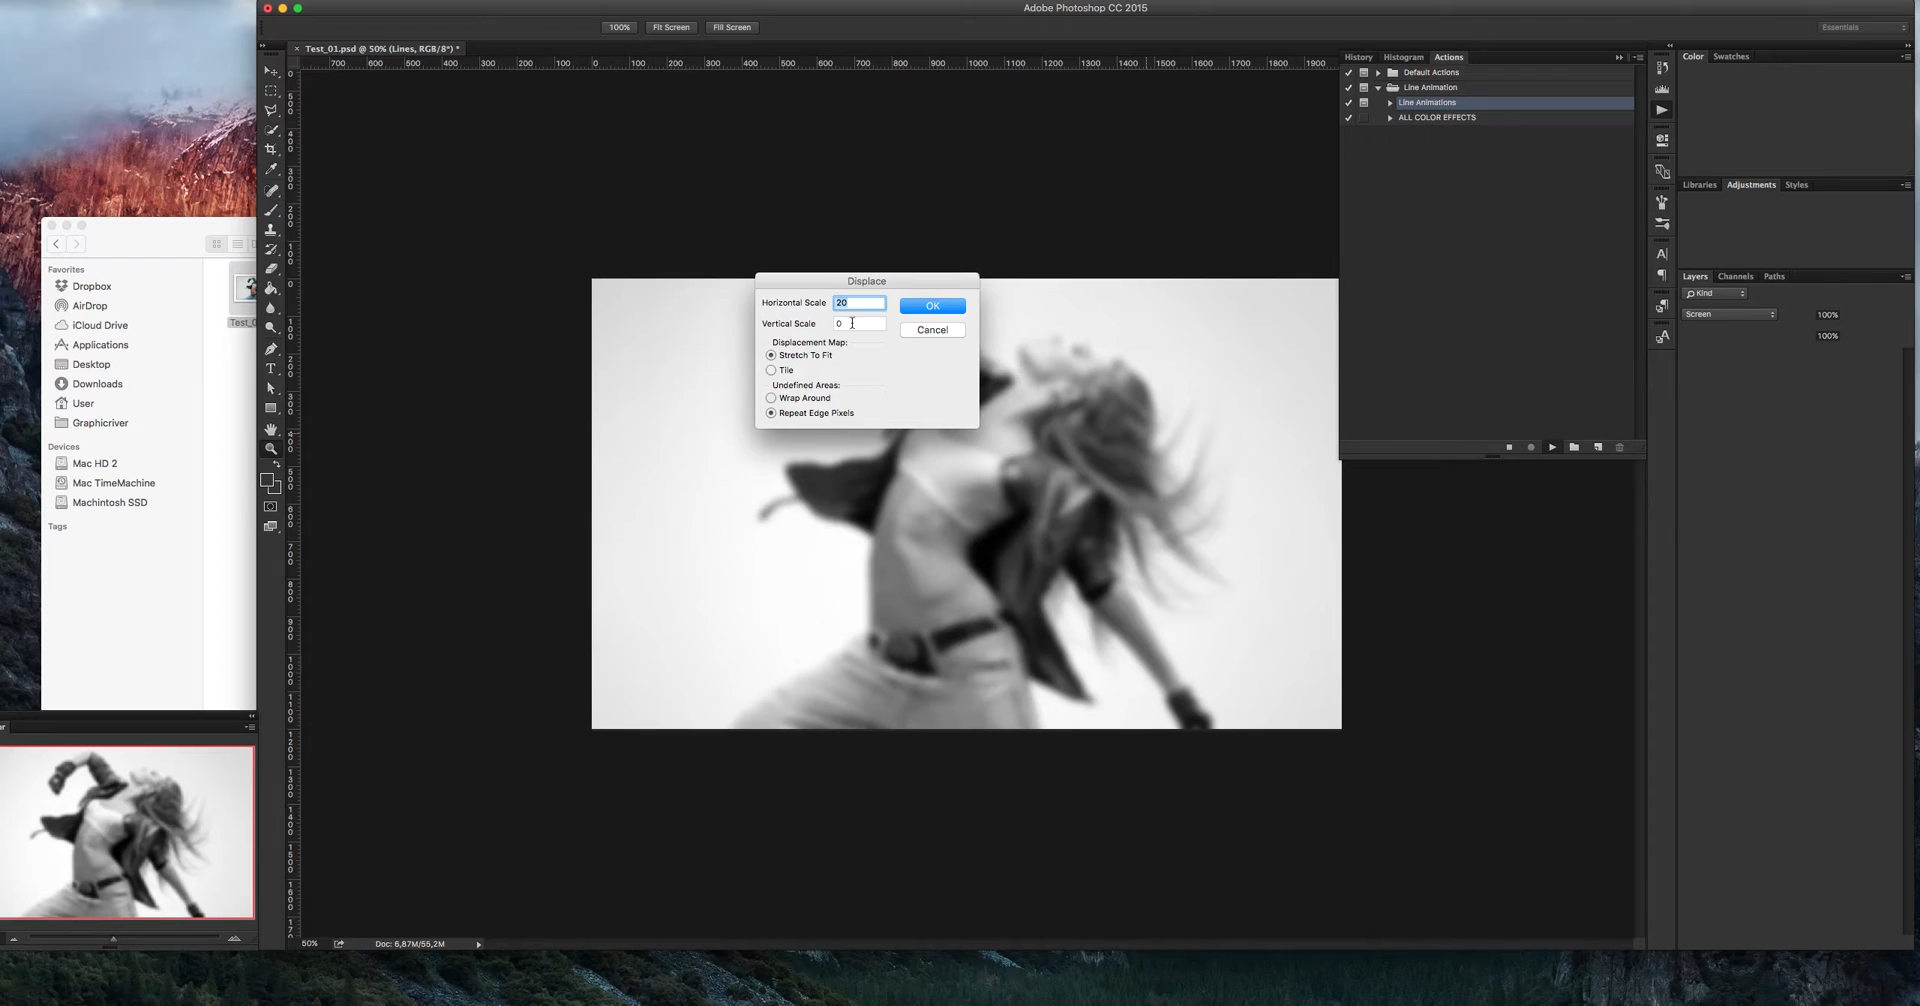 Adobe Photoshop CC 2015
100%
Fit Screen
Fill Screen
Essentials
Test_01.psd @ 50% (Lines, RGB/8*) *
700 600 500 400 300 200 100 0 100 200 300 400 500 600 700 800 900 1000 1100 1200 1300 1400 1500 1600 1700 1800 1900
History
Histogram
Actions
Default Actions
Line Animation
Line Animations
ALL COLOR EFFECTS
Color
Swatches
Libraries
Adjustments
Styles
Layers
Channels
Paths
Kind
Screen
100%
100%
Displace
Horizontal Scale 20
OK
Vertical Scale 0
Cancel
Displacement Map:
Stretch To Fit
Tile
Undefined Areas:
Wrap Around
Repeat Edge Pixels
Favorites
Dropbox
AirDrop
iCloud Drive
Applications
Desktop
Downloads
User
Graphicriver
Devices
Mac HD 2
Mac TimeMachine
Machintosh SSD
Tags
Test_
50%
Doc: 6,87M/55,2M